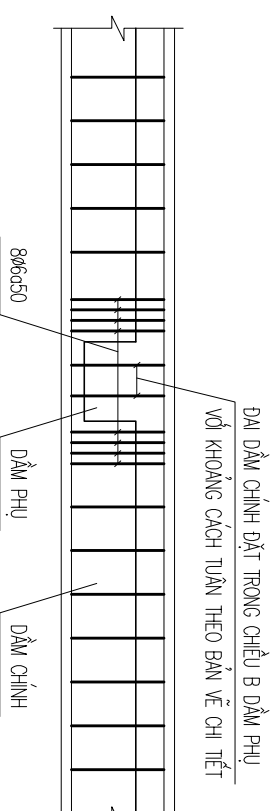 ĐAI DẦM CHÍNH ĐẶT TRONG CHIỀU B DẦM PHỤ
VỚI KHOẢNG CÁCH TUÂN THEO BẢN VẼ CHI TIẾT
8Ø6a50
DẦM PHỤ
DẦM CHÍNH